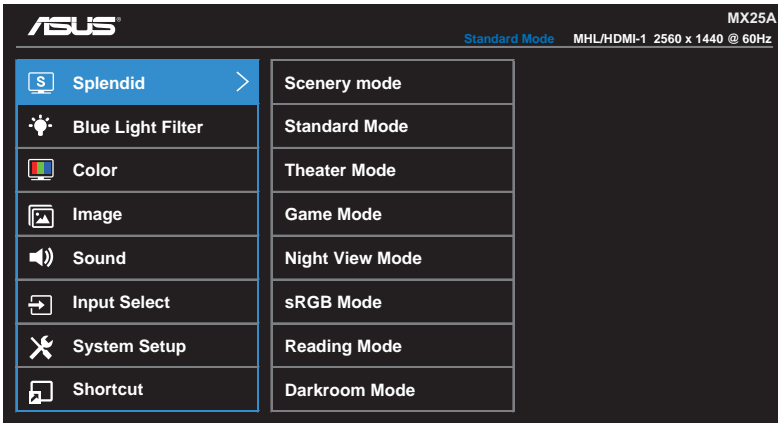 ASUS
MX25A
Standard Mode MHL/HDMI-1 2560 x 1440 @ 60Hz
S Splendid
Blue Light Filter
Color
Image
Sound
Input Select
System Setup
Shortcut
Scenery mode
Standard Mode
Theater Mode
Game Mode
Night View Mode
sRGB Mode
Reading Mode
Darkroom Mode